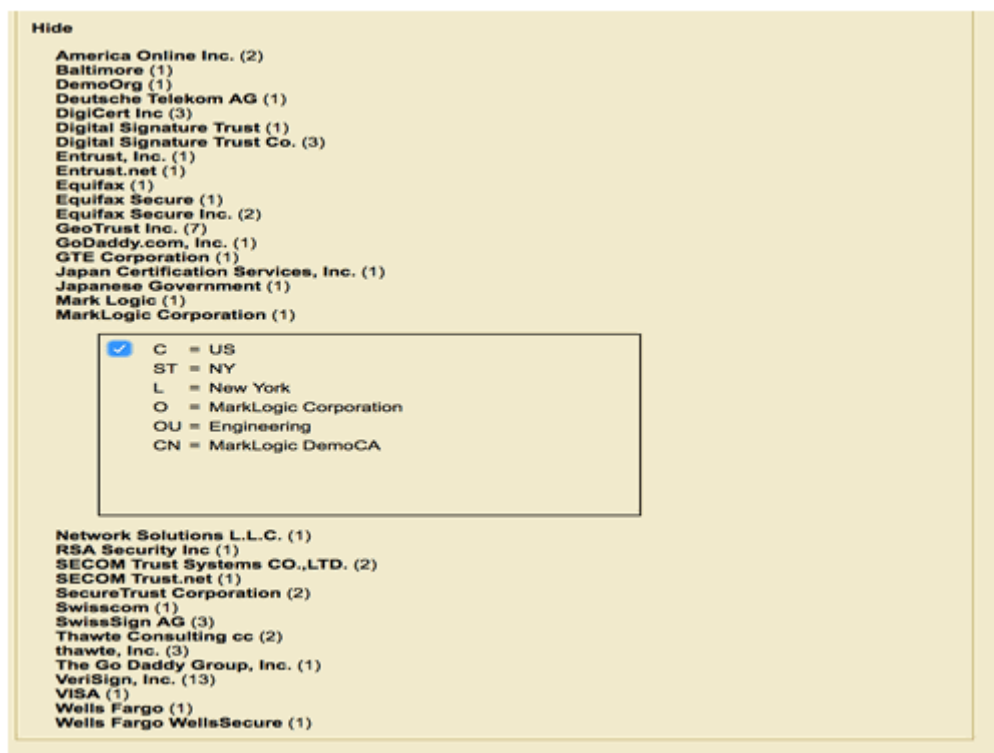 Hide
America Online Inc. (2)
Baltimore (1)
DemoOrg (1)
Deutsche Telekom AG (1)
DigiCert Inc (3)
Digital Signature Trust (1)
Digital Signature Trust Co. (3)
Entrust, Inc. (1)
Entrust.net (1)
Equifax (1)
Equifax Secure (1)
Equifax Secure Inc. (2)
GeoTrust Inc. (7)
GoDaddy.com, Inc. (1)
GTE Corporation (1)
Japan Certification Services, Inc. (1)
Japanese Government (1)
Mark Logic (1)
MarkLogic Corporation (1)
C = US
ST = NY
L = New York
O = MarkLogic Corporation
OU = Engineering
CN = MarkLogic DemoCA
Network Solutions L.L.C. (1)
RSA Security Inc (1)
SECOM Trust Systems CO.,LTD. (2)
SECOM Trust.net (1)
SecureTrust Corporation (2)
Swisscom (1)
SwissSign AG (3)
Thawte Consulting cc (2)
thawte, Inc. (3)
The Go Daddy Group, Inc. (1)
VeriSign, Inc. (13)
VISA (1)
Wells Fargo (1)
Wells Fargo WellsSecure (1)